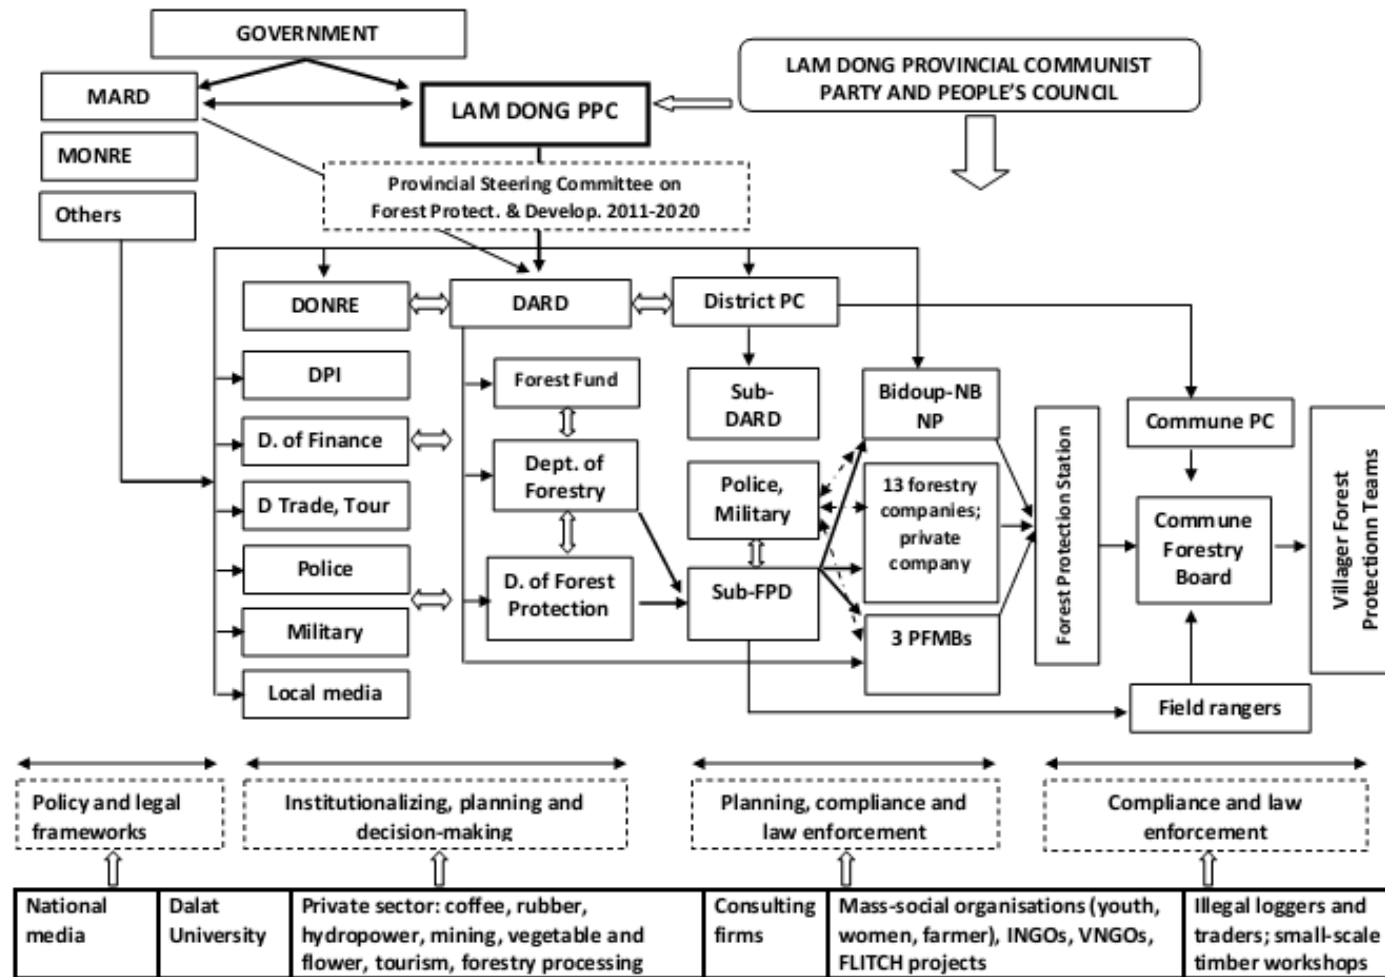 GOVERNMENT
LAM DONG PROVINCIAL COMMUNIST
PARTY AND PEOPLE'S COUNCIL
MARD
LAM DONG PPC
MONRE
Others
Provincial Steering Committee on
Forest Protect. & Develop. 2011-2020
DONRE
DARD
District PC
DPI
D. of Finance
D Trade, Tour
Police
Military
Local media
Forest Fund
Dept. of
Forestry
D. of Forest
Protection
Sub-
DARD
Police,
Military
Sub-FPD
Bidoup-NB
NP
13 forestry
companies;
private
company
3 PFMBs
Forest Protection Station
Commune PC
Commune
Forestry
Board
Field rangers
Villager Forest
Protectionn Teams
Policy and legal
frameworks
Institutionalizing, planning and
decision-making
Planning, compliance and
law enforcement
Compliance and law
enforcement
National
media
Dalat
University
Private sector: coffee, rubber,
hydropower, mining, vegetable and
flower, tourism, forestry processing
Consulting
firms
Mass-social organisations (youth,
women, farmer), INGOs, VNGOs,
FLITCH projects
Illegal loggers and
traders; small-scale
timber workshops